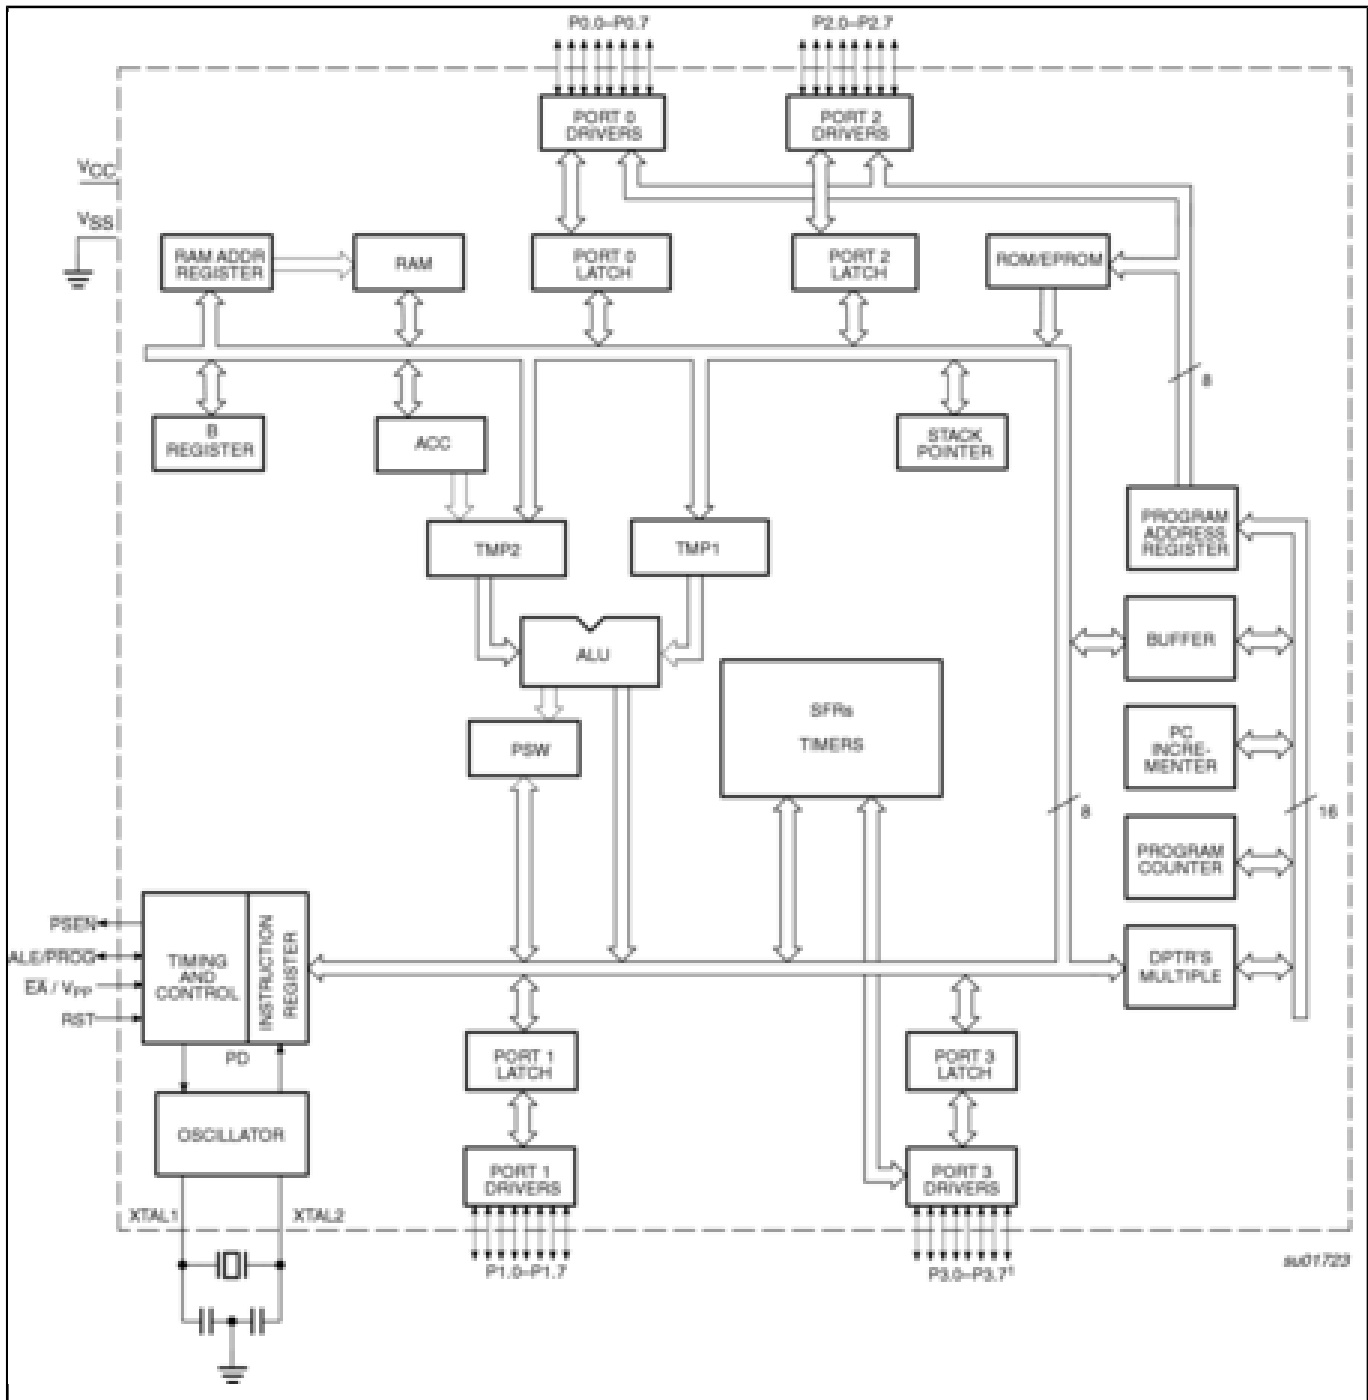 P0.0–P0.7
P2.0–P2.7
PORT 0
DRIVERS
PORT 2
DRIVERS
VCC
VSS
RAM ADDR
REGISTER
RAM
PORT 0
LATCH
PORT 2
LATCH
ROM/EPROM
8
B
REGISTER
ACC
STACK
POINTER
PROGRAM
ADDRESS
REGISTER
TMP2
TMP1
BUFFER
ALU
SFRs
TIMERS
PSW
PC
INCRE-
MENTER
8
16
PROGRAM
COUNTER
PSEN
ALE/PROG
EA / VPP
RST
TIMING
AND
CONTROL
INSTRUCTION
REGISTER
DPTR'S
MULTIPLE
PD
PORT 1
LATCH
PORT 3
LATCH
OSCILLATOR
PORT 1
DRIVERS
PORT 3
DRIVERS
XTAL1
XTAL2
P1.0–P1.7
P3.0–P3.7¹
su01723